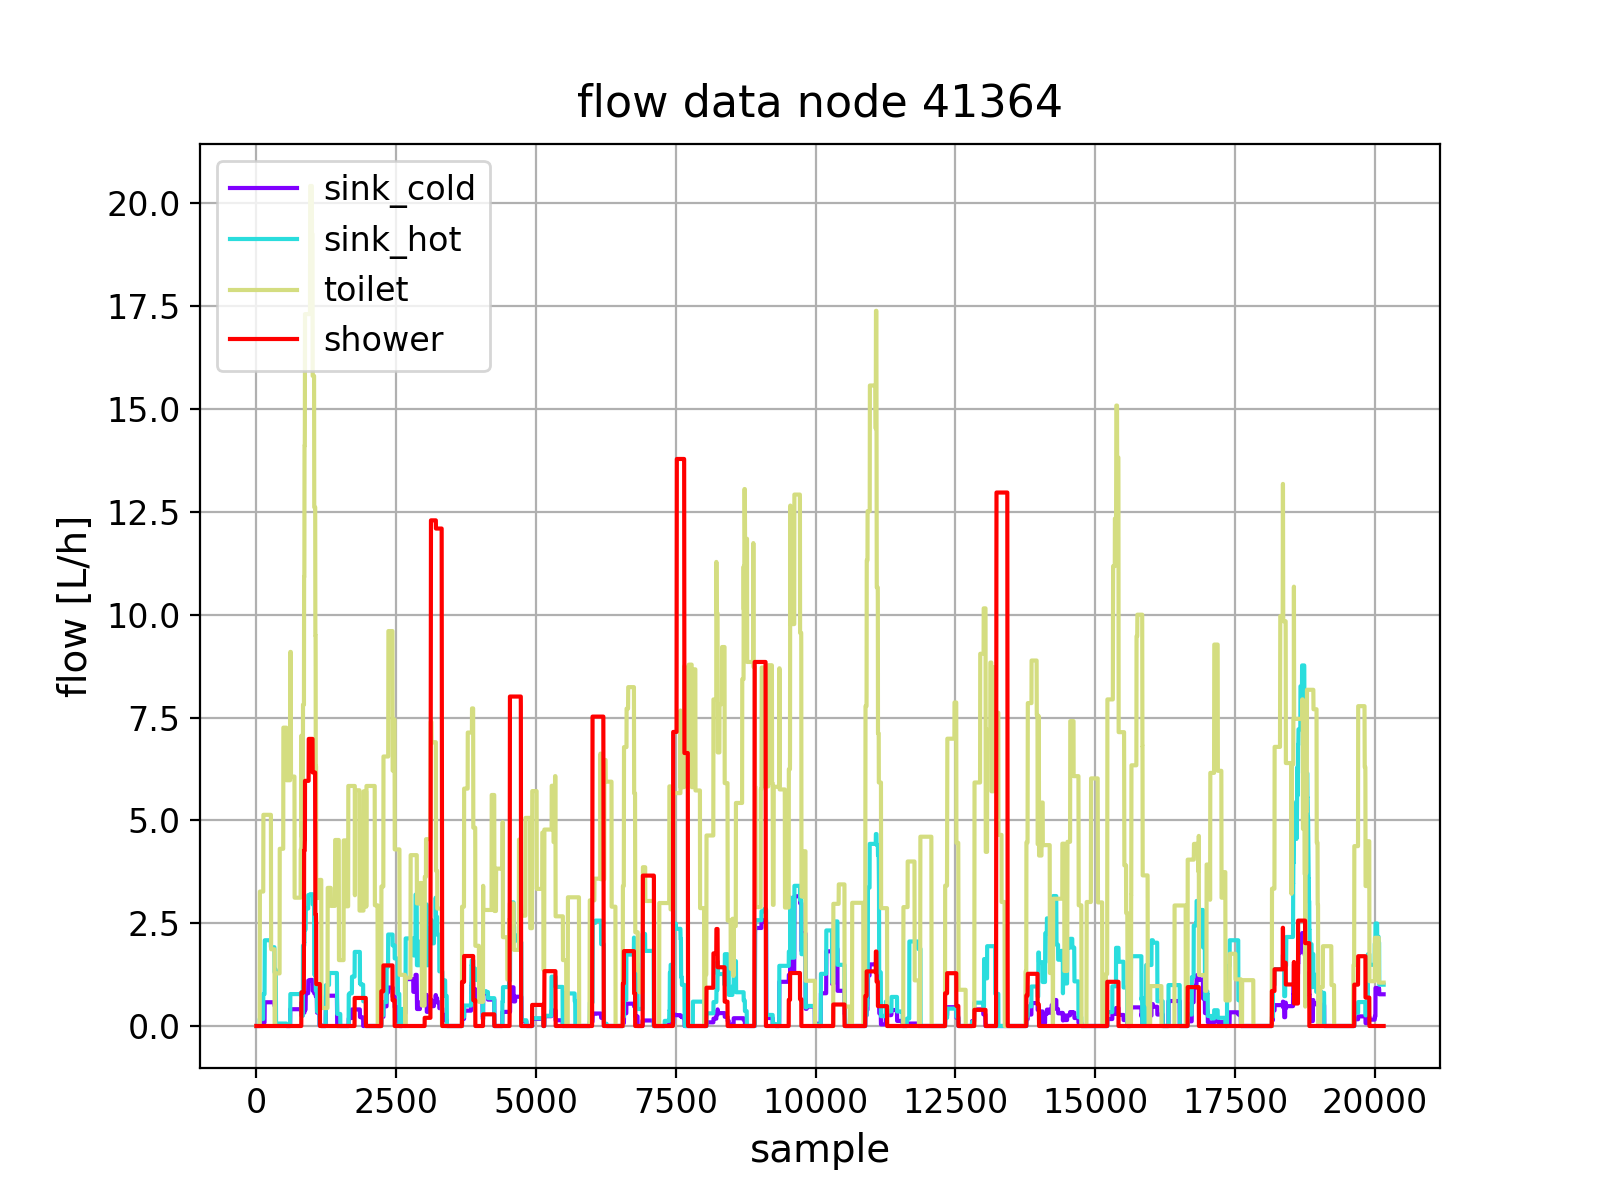 flow data node 41364
sink_cold
sink_hot
toilet
shower
20.0
17.5
15.0
12.5
10.0
7.5
5.0
2.5
0.0
flow [L/h]
0 2500 5000 7500 10000 12500 15000 17500 20000
sample